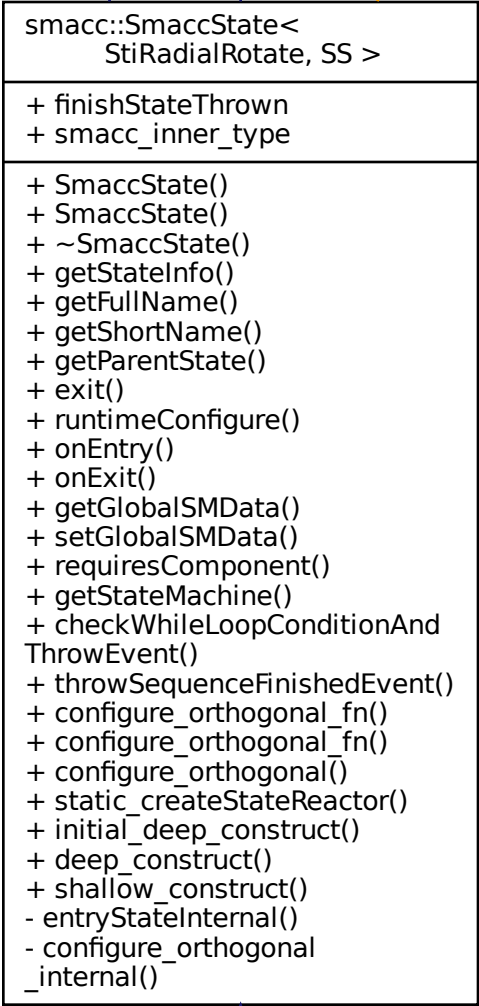 smacc::SmaccState<
StiRadialRotate, SS >
+ finishStateThrown
+ smacc_inner_type
+ SmaccState()
+ SmaccState()
+ ~SmaccState()
+ getStateInfo()
+ getFullName()
+ getShortName()
+ getParentState()
+ exit()
+ runtimeConfigure()
+ onEntry()
+ onExit()
+ getGlobalSMData()
+ setGlobalSMData()
+ requiresComponent()
+ getStateMachine()
+ checkWhileLoopConditionAnd
ThrowEvent()
+ throwSequenceFinishedEvent()
+ configure_orthogonal_fn()
+ configure_orthogonal_fn()
+ configure_orthogonal()
+ static_createStateReactor()
+ initial_deep_construct()
+ deep_construct()
+ shallow_construct()
- entryStateInternal()
- configure_orthogonal
_internal()